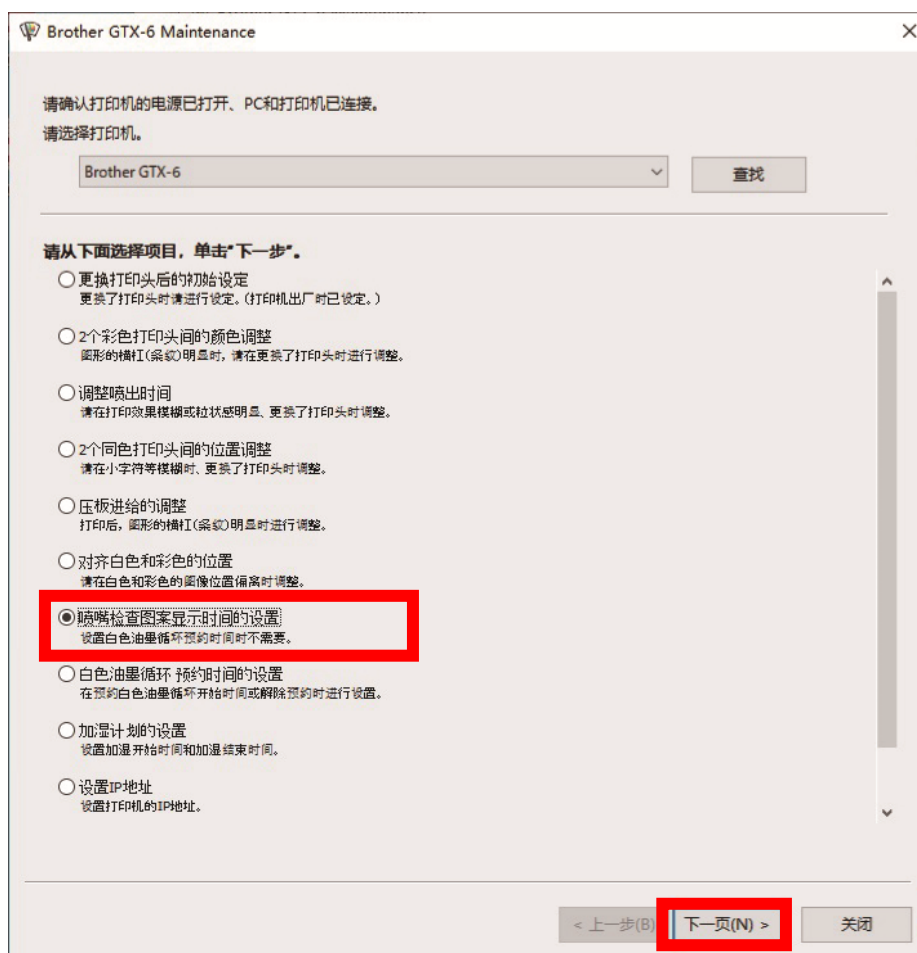 Brother GTX-6 Maintenance
请确认打印机的电源已打开、PC和打印机已连接。
请选择打印机。
Brother GTX-6
查找
请从下面选择项目，单击"下一步"。
更换打印头后的初始设定
更换了打印头时请进行设定。(打印机出厂时已设定。)
2个彩色打印头间的颜色调整
图形的横杠(条纹)明显时，请在更换了打印头时进行调整。
调整喷出时间
请在打印效果模糊或粒状感明显、更换了打印头时调整。
2个同色打印头间的位置调整
请在小字符等模糊时、更换了打印头时调整。
压板进给的调整
打印后，图形的横杠(条纹)明显时进行调整。
对齐白色和彩色的位置
请在白色和彩色的图像位置偏离时调整。
喷嘴检查图案显示时间的设置
设置白色油墨循环预约时间时不需要。
白色油墨循环 预约时间的设置
在预约白色油墨循环开始时间或解除预约时进行设置。
加湿计划的设置
设置加湿开始时间和加湿结束时间。
设置IP地址
设置打印机的IP地址。
< 上一步(B)
下一页(N) >
关闭